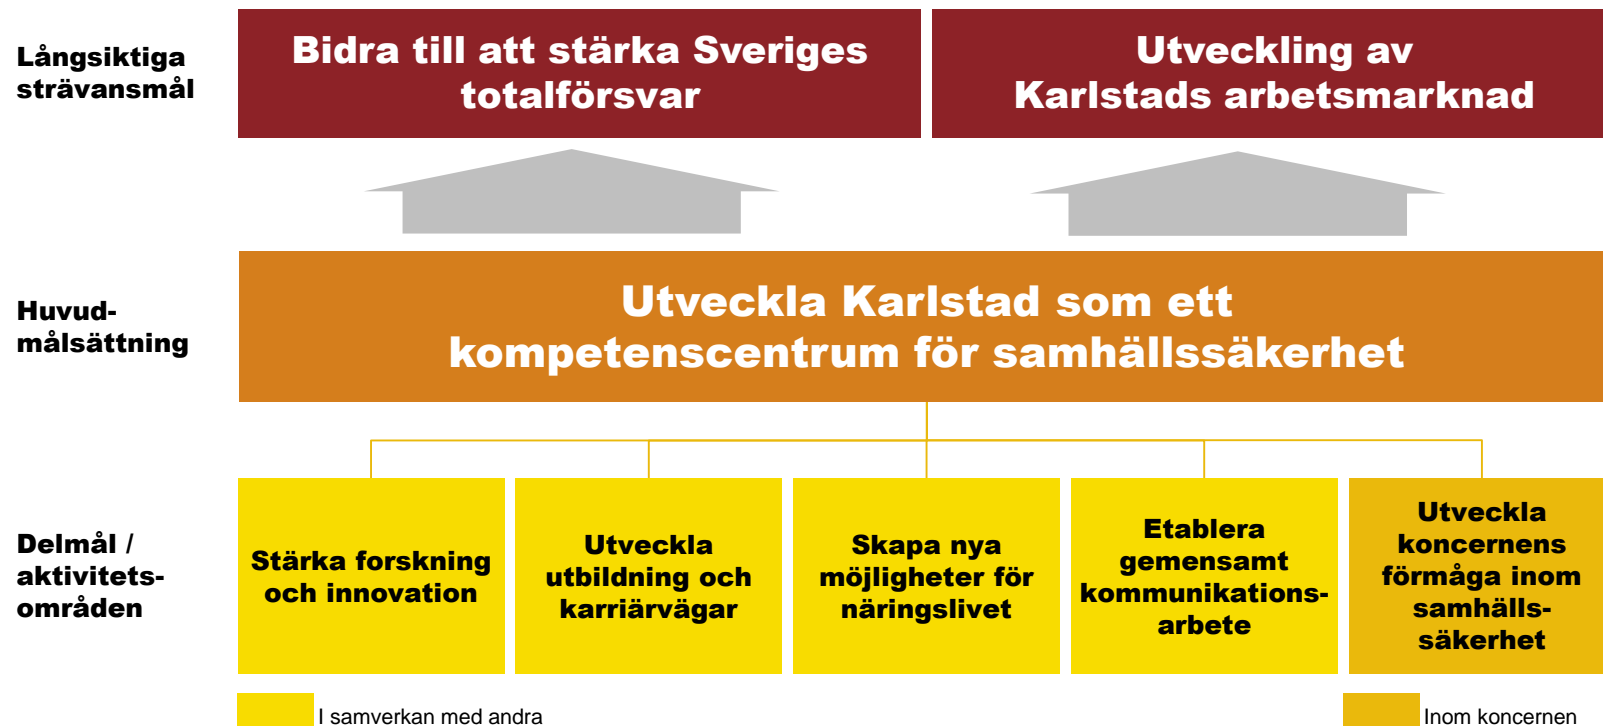 Långsiktiga
strävansmål
Bidra till att stärka Sveriges
totalförsvar
Utveckling av
Karlstads arbetsmarknad
Huvud-
målsättning
Utveckla Karlstad som ett
kompetenscentrum för samhällssäkerhet
Delmål /
aktivitets-
områden
Stärka forskning
och innovation
Utveckla
utbildning och
karriärvägar
Skapa nya
möjligheter för
näringslivet
Etablera
gemensamt
kommunikations-
arbete
Utveckla
koncernens
förmåga inom
samhälls-
säkerhet
I samverkan med andra
Inom koncernen